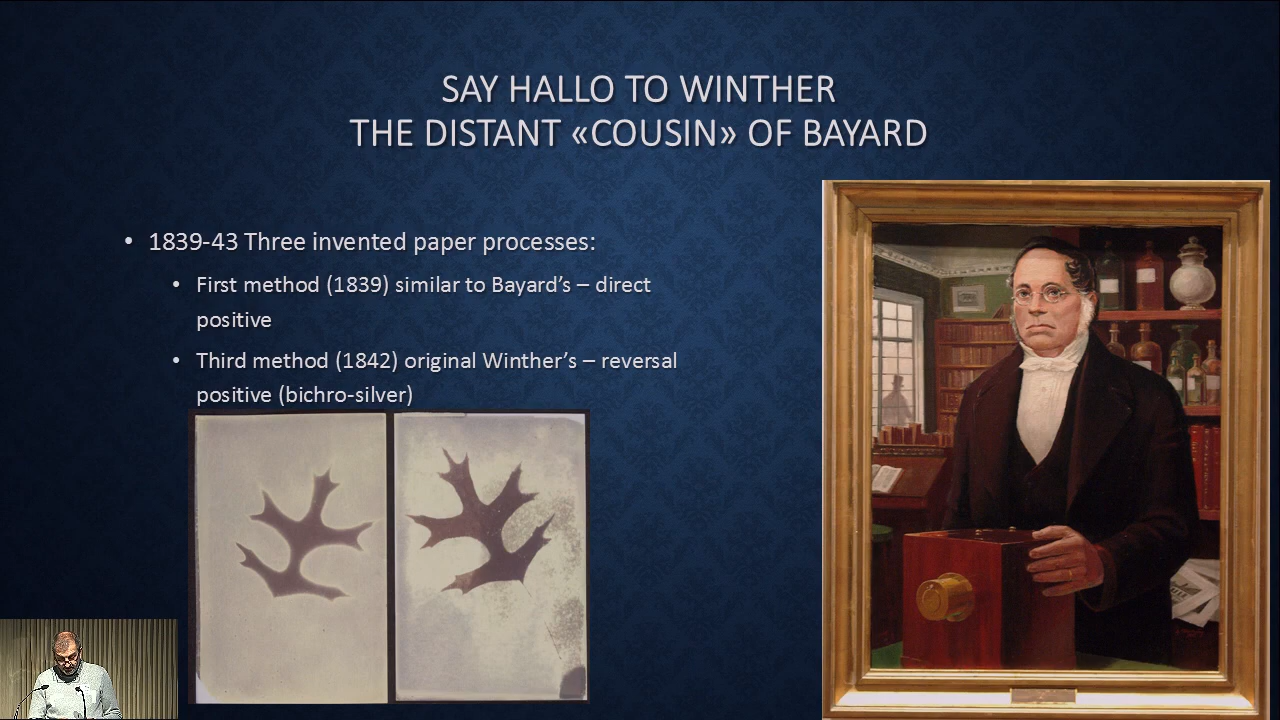 SAY HALLO TO WINTHER
THE DISTANT «COUSIN» OF BAYARD
• 1839-43 Three invented paper processes:
• First method (1839) similar to Bayard’s – direct
positive
• Third method (1842) original Winther’s – reversal
positive (bichro-silver)